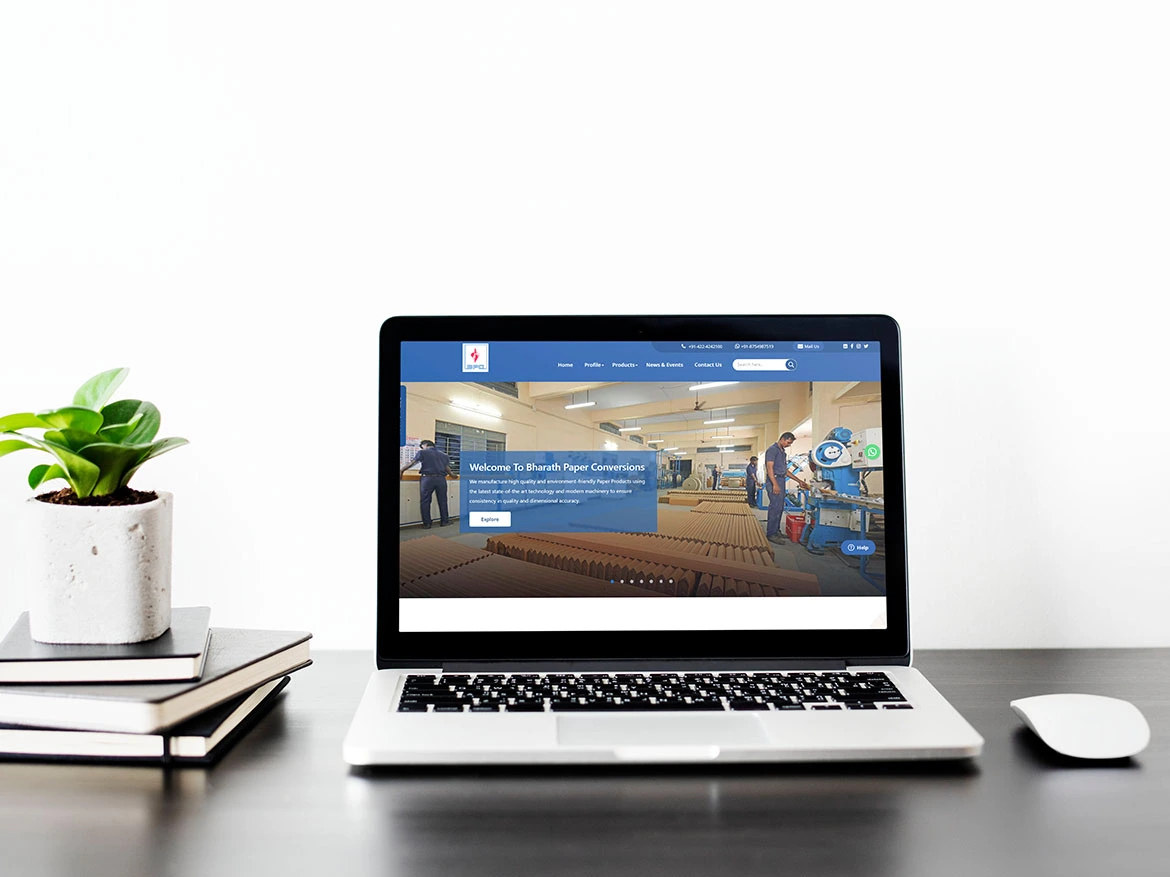 +91-422-4242100
+91-8754987519
Mail Us
BPC
Home
Profile
Products
News & Events
Contact Us
Search here..
Welcome To Bharath Paper Conversions
We manufacture high quality and environment-friendly Paper Products using
the latest state-of-the art technology and modern machinery to ensure
consistency in quality and dimensional accuracy.
Explore
Help